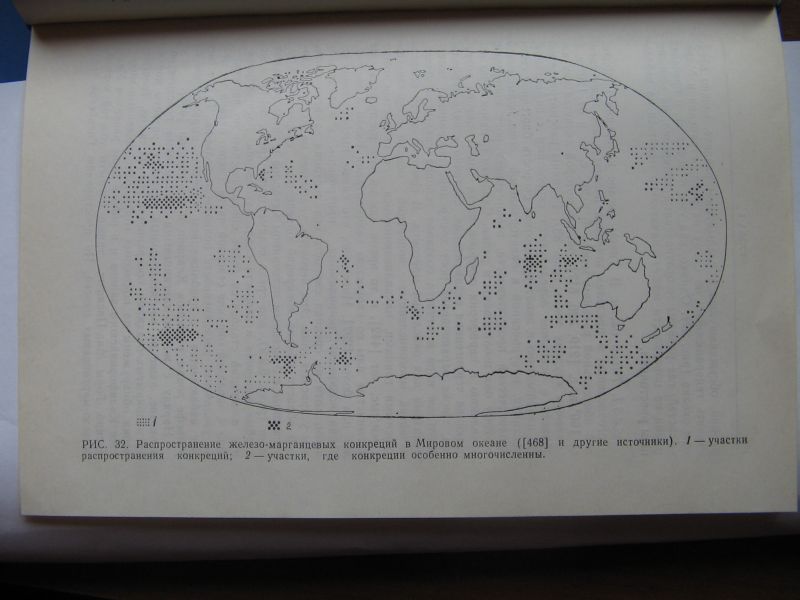 1
2
РИС. 32. Распространение железо-марганцевых конкреций в Мировом океане ([468] и другие источники). 1 — участки
распространения конкреций; 2 — участки, где конкреции особенно многочисленны.